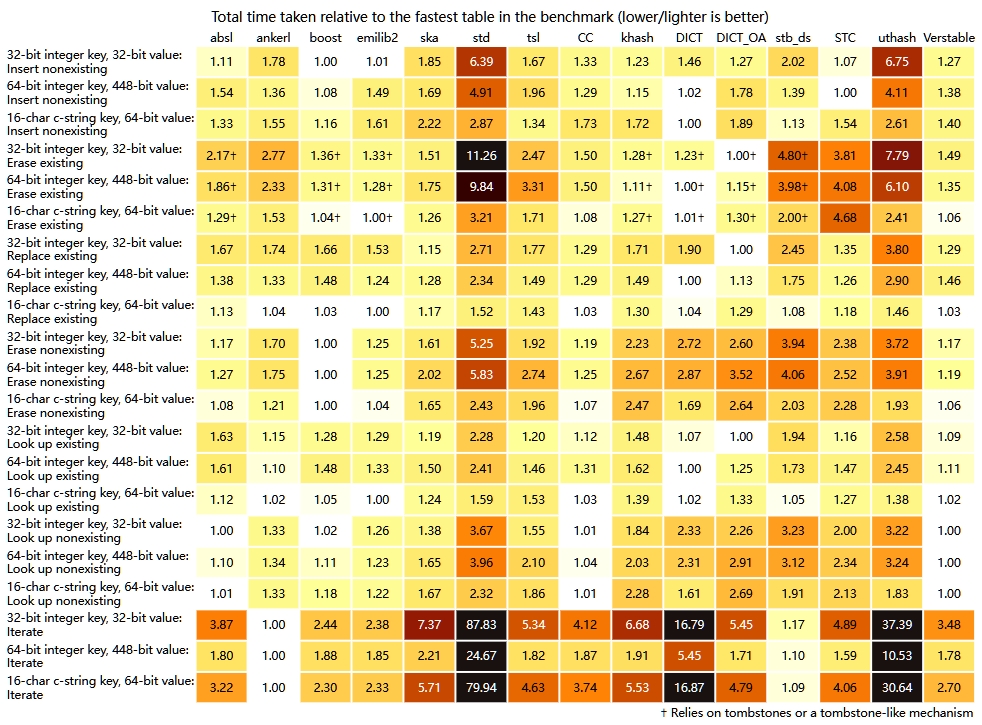 Total time taken relative to the fastest table in the benchmark (lower/lighter is better)
absl ankerl boost emilib2 ska std tsl CC khash DICT DICT_OA stb_ds STC uthash Verstable
32-bit integer key, 32-bit value:
Insert nonexisting
1.11 1.78 1.00 1.01 1.85 6.39 1.67 1.33 1.23 1.46 1.27 2.02 1.07 6.75 1.27
64-bit integer key, 448-bit value:
Insert nonexisting
1.54 1.36 1.08 1.49 1.69 4.91 1.96 1.29 1.15 1.02 1.78 1.39 1.00 4.11 1.38
16-char c-string key, 64-bit value:
Insert nonexisting
1.33 1.55 1.16 1.61 2.22 2.87 1.34 1.73 1.72 1.00 1.89 1.13 1.54 2.61 1.40
32-bit integer key, 32-bit value:
Erase existing
2.17† 2.77 1.36† 1.33† 1.51 11.26 2.47 1.50 1.28† 1.23† 1.00† 4.80† 3.81 7.79 1.49
64-bit integer key, 448-bit value:
Erase existing
1.86† 2.33 1.31† 1.28† 1.75 9.84 3.31 1.50 1.11† 1.00† 1.15† 3.98† 4.08 6.10 1.35
16-char c-string key, 64-bit value:
Erase existing
1.29† 1.53 1.04† 1.00† 1.26 3.21 1.71 1.08 1.27† 1.01† 1.30† 2.00† 4.68 2.41 1.06
32-bit integer key, 32-bit value:
Replace existing
1.67 1.74 1.66 1.53 1.15 2.71 1.77 1.29 1.71 1.90 1.00 2.45 1.35 3.80 1.29
64-bit integer key, 448-bit value:
Replace existing
1.38 1.33 1.48 1.24 1.28 2.34 1.49 1.29 1.49 1.00 1.13 1.75 1.26 2.90 1.46
16-char c-string key, 64-bit value:
Replace existing
1.13 1.04 1.03 1.00 1.17 1.52 1.43 1.03 1.30 1.04 1.29 1.08 1.18 1.46 1.03
32-bit integer key, 32-bit value:
Erase nonexisting
1.17 1.70 1.00 1.25 1.61 5.25 1.92 1.19 2.23 2.72 2.60 3.94 2.38 3.72 1.17
64-bit integer key, 448-bit value:
Erase nonexisting
1.27 1.75 1.00 1.25 2.02 5.83 2.74 1.25 2.67 2.87 3.52 4.06 2.52 3.91 1.19
16-char c-string key, 64-bit value:
Erase nonexisting
1.08 1.21 1.00 1.04 1.65 2.43 1.96 1.07 2.47 1.69 2.64 2.03 2.28 1.93 1.06
32-bit integer key, 32-bit value:
Look up existing
1.63 1.15 1.28 1.29 1.19 2.28 1.20 1.12 1.48 1.07 1.00 1.94 1.16 2.58 1.09
64-bit integer key, 448-bit value:
Look up existing
1.61 1.10 1.48 1.33 1.50 2.41 1.46 1.31 1.62 1.00 1.25 1.73 1.47 2.45 1.11
16-char c-string key, 64-bit value:
Look up existing
1.12 1.02 1.05 1.00 1.24 1.59 1.53 1.03 1.39 1.02 1.33 1.05 1.27 1.38 1.02
32-bit integer key, 32-bit value:
Look up nonexisting
1.00 1.33 1.02 1.26 1.38 3.67 1.55 1.01 1.84 2.33 2.26 3.23 2.00 3.22 1.00
64-bit integer key, 448-bit value:
Look up nonexisting
1.10 1.34 1.11 1.23 1.65 3.96 2.10 1.04 2.03 2.31 2.91 3.12 2.34 3.24 1.00
16-char c-string key, 64-bit value:
Look up nonexisting
1.01 1.33 1.18 1.22 1.67 2.32 1.86 1.01 2.28 1.61 2.69 1.91 2.13 1.83 1.00
32-bit integer key, 32-bit value:
Iterate
3.87 1.00 2.44 2.38 7.37 87.83 5.34 4.12 6.68 16.79 5.45 1.17 4.89 37.39 3.48
64-bit integer key, 448-bit value:
Iterate
1.80 1.00 1.88 1.85 2.21 24.67 1.82 1.87 1.91 5.45 1.71 1.10 1.59 10.53 1.78
16-char c-string key, 64-bit value:
Iterate
3.22 1.00 2.30 2.33 5.71 79.94 4.63 3.74 5.53 16.87 4.79 1.09 4.06 30.64 2.70
† Relies on tombstones or a tombstone-like mechanism